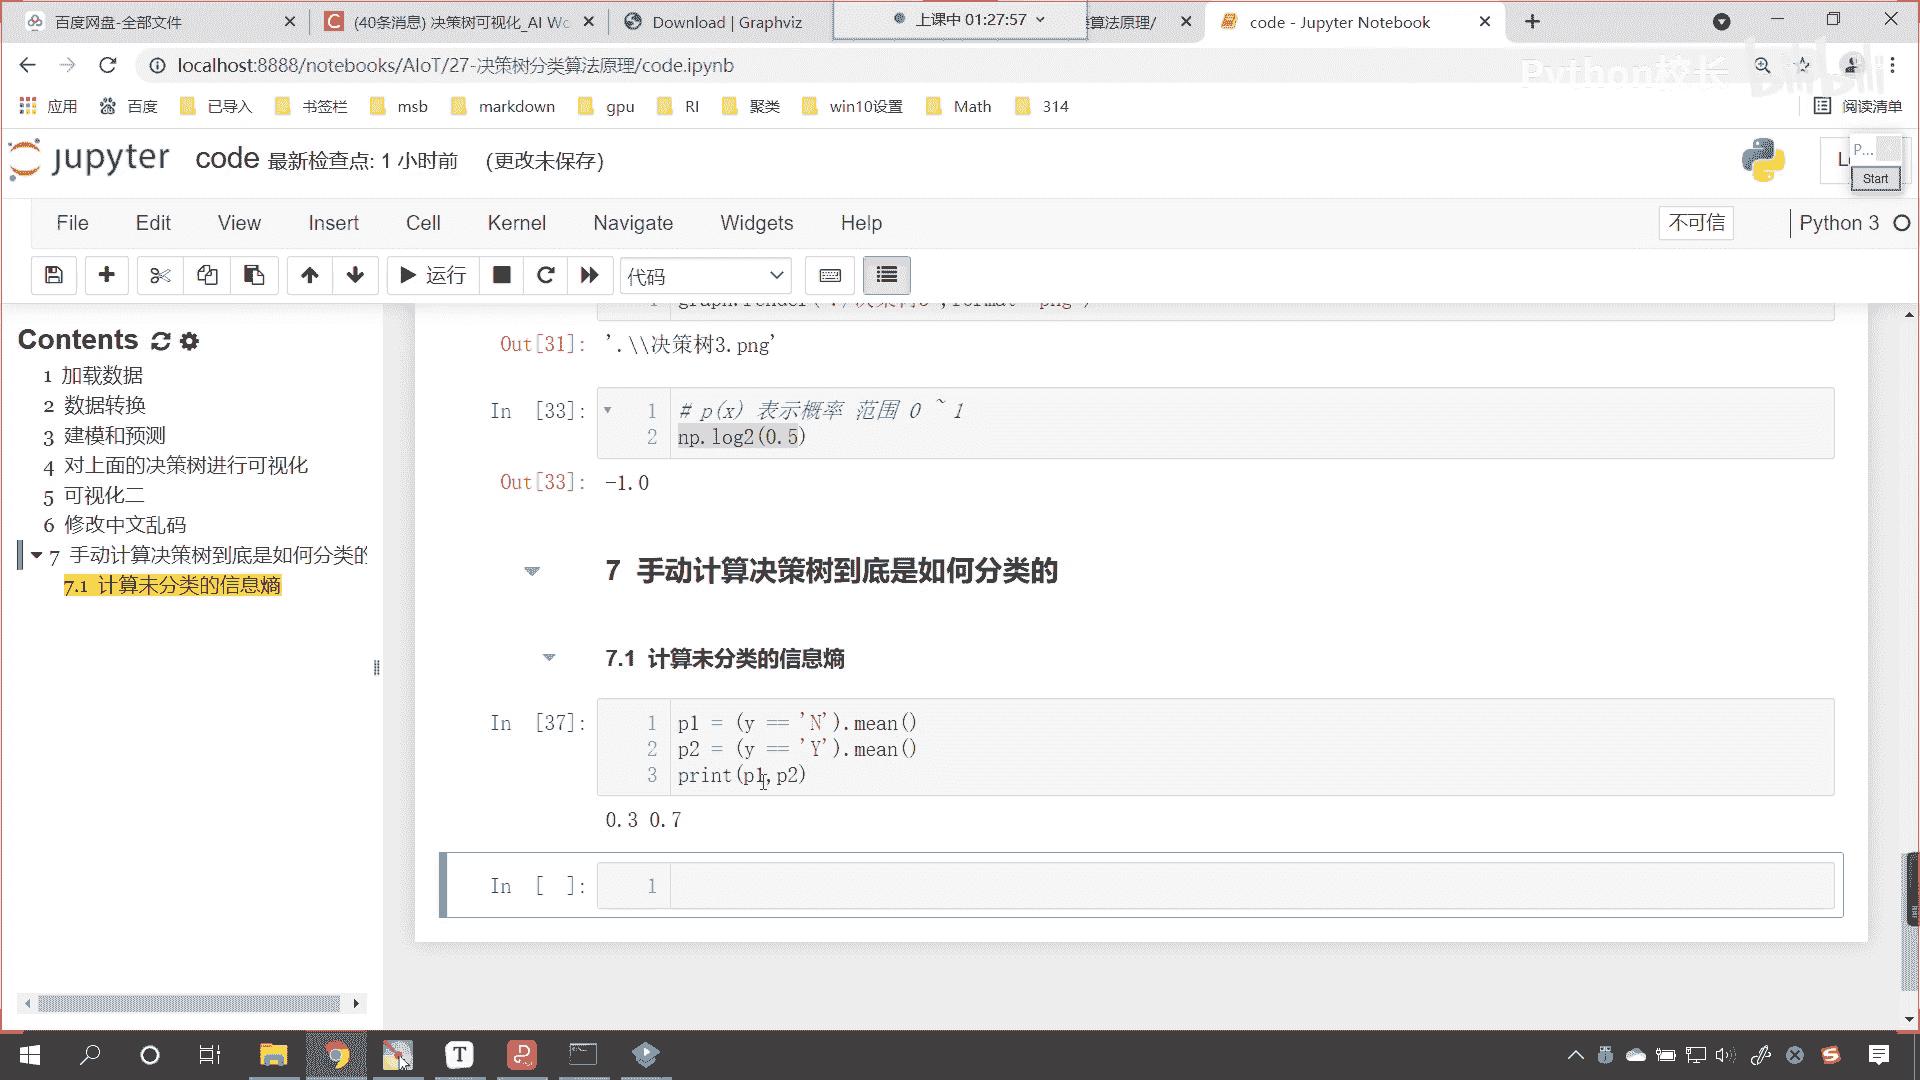 百度网盘-全部文件
(40条消息) 决策树可视化_AI Wo
Download | Graphviz
上课中 01:27:57
算法原理/
code - Jupyter Notebook
localhost:8888/notebooks/AIoT/27-决策树分类算法原理/code.ipynb
Python校长
bilibili
应用
百度
已导入
书签栏
msb
markdown
gpu
RI
聚类
win10设置
Math
314
阅读清单
jupyter
code 最新检查点: 1 小时前 (更改未保存)
P...
Start
File
Edit
View
Insert
Cell
Kernel
Navigate
Widgets
Help
不可信
Python 3
运行
代码
Contents
1 加载数据
2 数据转换
3 建模和预测
4 对上面的决策树进行可视化
5 可视化二
6 修改中文乱码
7 手动计算决策树到底是如何分类的
7.1 计算未分类的信息熵
Out[31]: '.\\决策树3.png'
In [33]:
1 # p(x) 表示概率 范围 0 ~ 1
2 np.log2(0.5)
Out[33]: -1.0
7 手动计算决策树到底是如何分类的
7.1 计算未分类的信息熵
In [37]:
1 p1 = (y == 'N').mean()
2 p2 = (y == 'Y').mean()
3 print(p1,p2)
0.3 0.7
In [ ]:
1